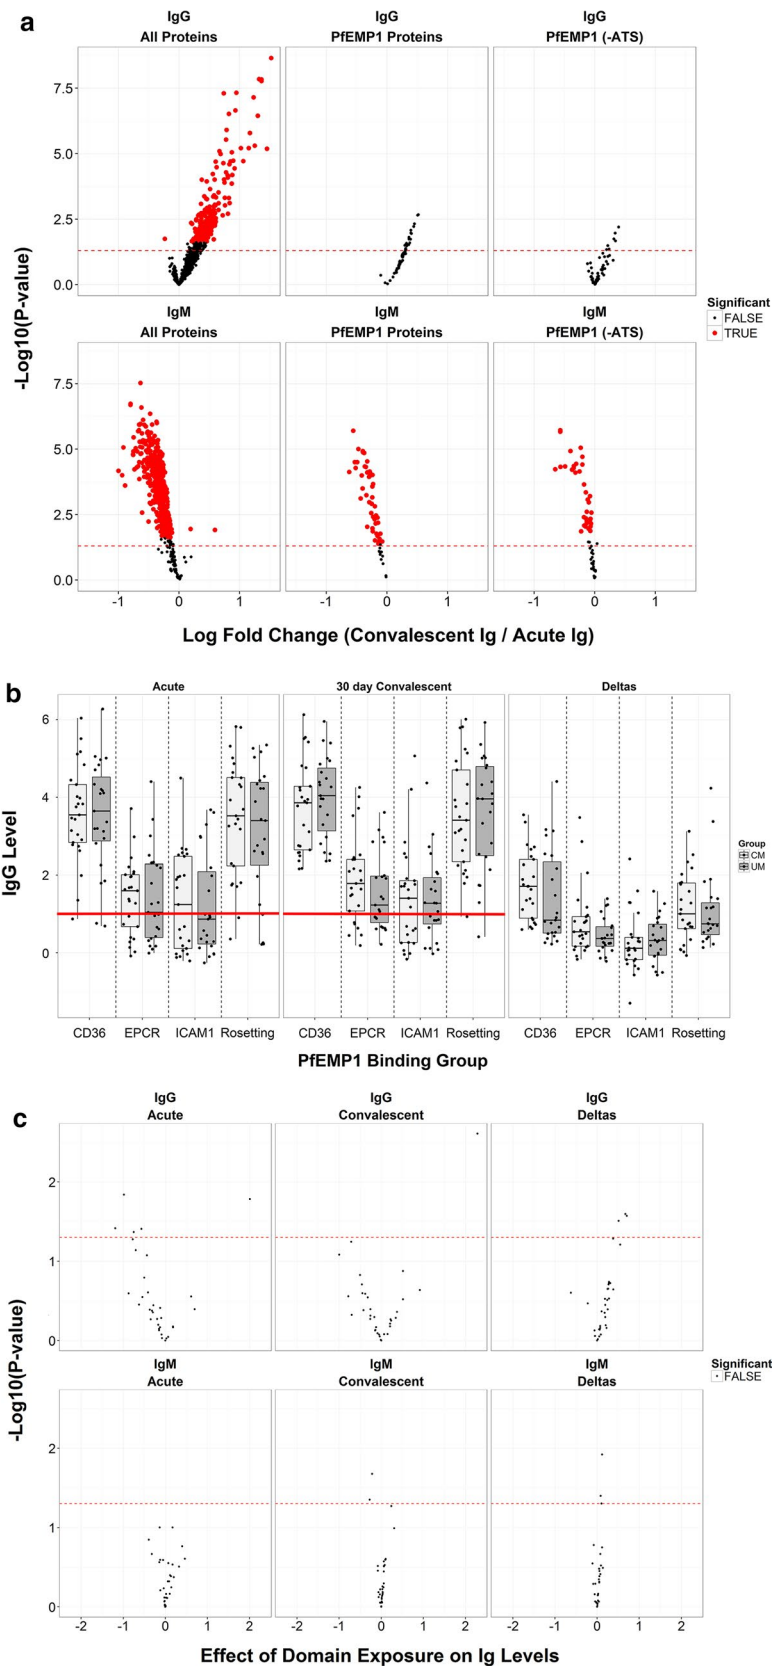 a
IgG IgG IgG
All Proteins PfEMP1 Proteins PfEMP1 (-ATS)
7.5
5.0
2.5
0.0
IgM IgM IgM
All Proteins PfEMP1 Proteins PfEMP1 (-ATS)
7.5
5.0
2.5
0.0
-Log10(P-value)
Significant
FALSE
TRUE
-1 0 1 -1 0 1 -1 0 1
Log Fold Change (Convalescent Ig / Acute Ig)
b
Acute 30 day Convalescent Deltas
6
4
2
0
IgG Level
Group
CM
UM
CD36 EPCR ICAM1 Rosetting CD36 EPCR ICAM1 Rosetting CD36 EPCR ICAM1 Rosetting
PfEMP1 Binding Group
c
IgG IgG IgG
Acute Convalescent Deltas
2
1
0
IgM IgM IgM
Acute Convalescent Deltas
2
1
0
-Log10(P-value)
Significant
FALSE
-2 -1 0 1 2 -2 -1 0 1 2 -2 -1 0 1 2
Effect of Domain Exposure on Ig Levels